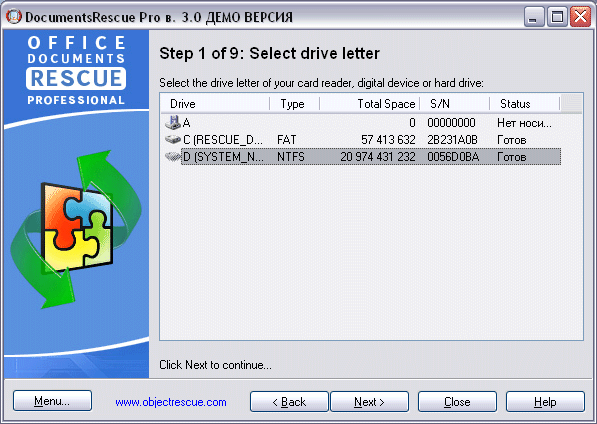 DocumentsRescue Pro в. 3.0 ДЕМО ВЕРСИЯ
OFFICE
DOCUMENTS
RESCUE
PROFESSIONAL
Step 1 of 9: Select drive letter
Select the drive letter of your card reader, digital device or hard drive:
Drive Type Total Space S/N Status
A 0 00000000 Нет носи...
C (RESCUE_D... FAT 57 413 632 2B231A0B Готов
D (SYSTEM_N... NTFS 20 974 431 232 0056D0BA Готов
Click Next to continue...
Menu... www.objectrescue.com < Back Next > Close Help